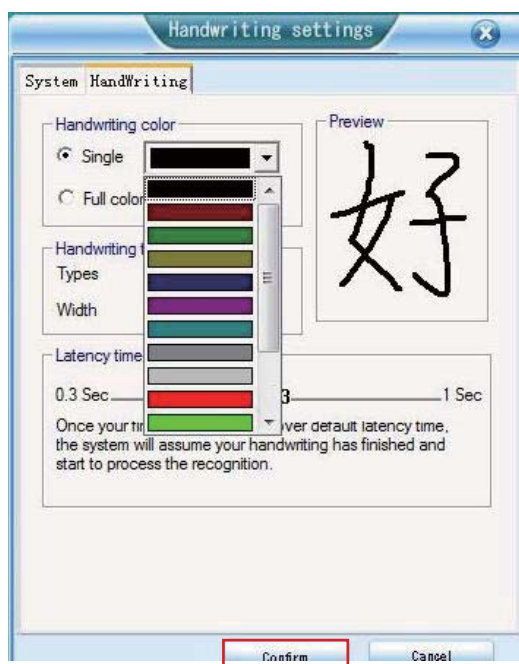 Handwriting settings
System HandWriting
Handwriting color
Single
Full color
Preview
好
Handwriting
Types
Width
Latency time
0.3 Sec 3 1 Sec
Once your over default latency time,
the system will assume your handwriting has finished and
start to process the recognition.
Confirm Cancel